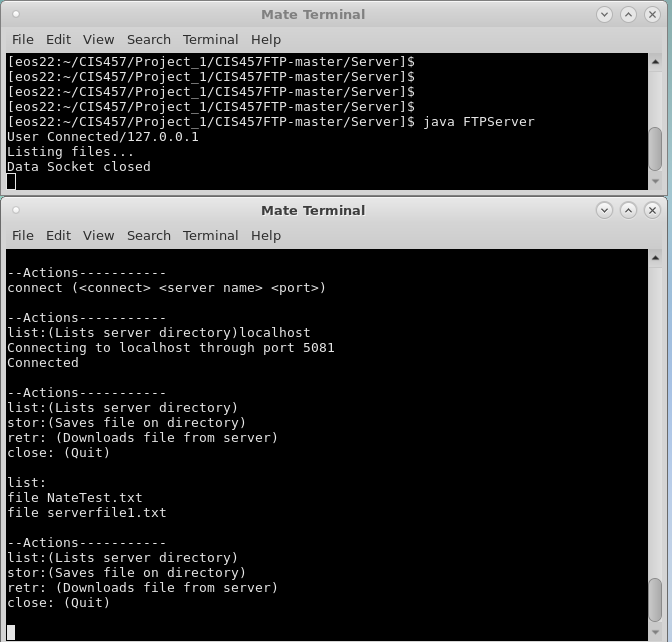 Mate Terminal
File Edit View Search Terminal Help
[eos22:~/CIS457/Project_1/CIS457FTP-master/Server]$
[eos22:~/CIS457/Project_1/CIS457FTP-master/Server]$
[eos22:~/CIS457/Project_1/CIS457FTP-master/Server]$
[eos22:~/CIS457/Project_1/CIS457FTP-master/Server]$
[eos22:~/CIS457/Project_1/CIS457FTP-master/Server]$ java FTPServer
User Connected/127.0.0.1
Listing files...
Data Socket closed
Mate Terminal
File Edit View Search Terminal Help
--Actions-----------
connect (<connect> <server name> <port>)
--Actions-----------
list:(Lists server directory)localhost
Connecting to localhost through port 5081
Connected
--Actions-----------
list:(Lists server directory)
stor:(Saves file on directory)
retr: (Downloads file from server)
close: (Quit)
list:
file NateTest.txt
file serverfile1.txt
--Actions-----------
list:(Lists server directory)
stor:(Saves file on directory)
retr: (Downloads file from server)
close: (Quit)